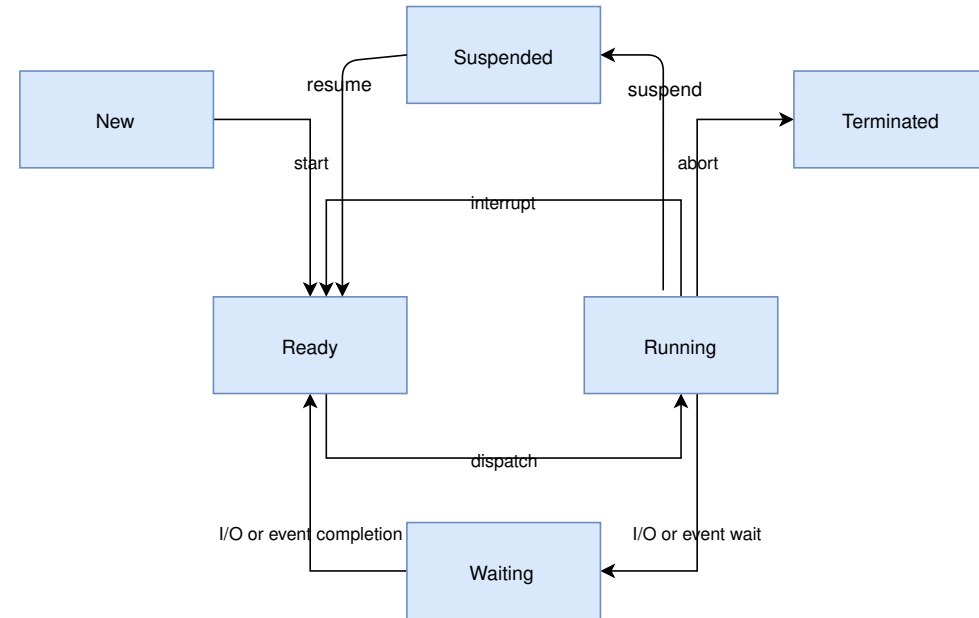 Suspended
resume
suspend
New
Terminated
start
abort
interrupt
Ready
Running
dispatch
I/O or event completion
I/O or event wait
Waiting